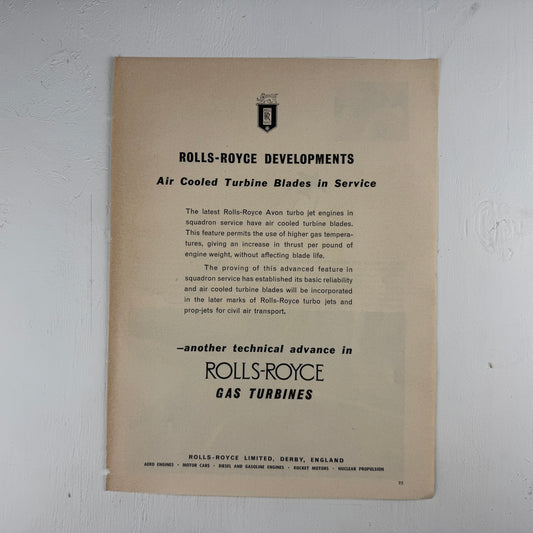 RR
ROLLS-ROYCE DEVELOPMENTS
Air Cooled Turbine Blades in Service
The latest Rolls-Royce Avon turbo jet engines in
squadron service have air cooled turbine blades.
This feature permits the use of higher gas tempera-
tures, giving an increase in thrust per pound of
engine weight, without affecting blade life.
The proving of this advanced feature in
squadron service has established its basic reliability
and air cooled turbine blades will be incorporated
in the later marks of Rolls-Royce turbo jets and
prop-jets for civil air transport.
—another technical advance in
ROLLS-ROYCE
GAS TURBINES
ROLLS-ROYCE LIMITED, DERBY, ENGLAND
AERO ENGINES · MOTOR CARS · DIESEL AND GASOLINE ENGINES · ROCKET MOTORS · NUCLEAR PROPULSION